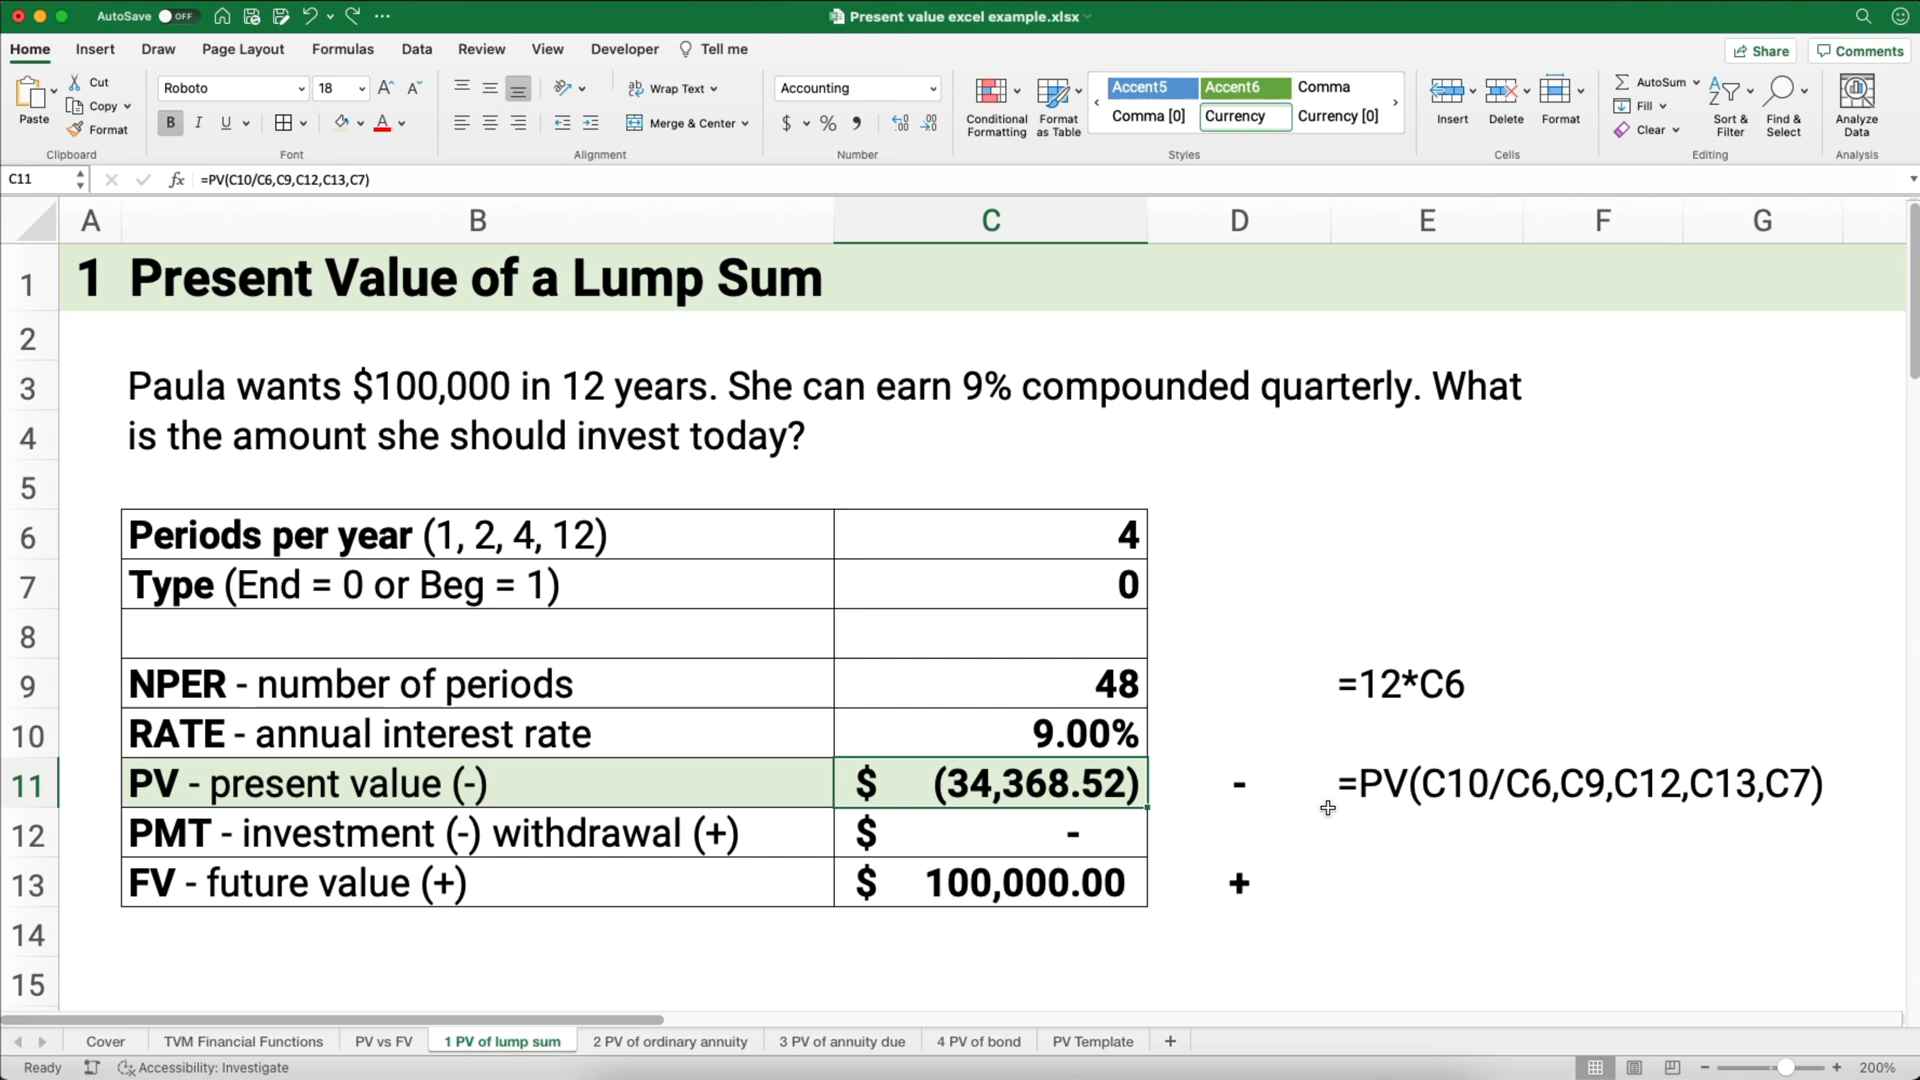 AutoSave OFF
Present value excel example.xlsx
Home Insert Draw Page Layout Formulas Data Review View Developer Tell me
Share Comments
Paste Cut Copy Format
Clipboard
Roboto 18
B I U
Font
Wrap Text
Merge & Center
Alignment
Accounting
$ % 9
Number
Conditional Formatting
Format as Table
Accent5 Accent6 Comma
Comma [0] Currency Currency [0]
Styles
Insert Delete Format
Cells
AutoSum
Fill
Clear
Sort & Filter
Find & Select
Editing
Analyze Data
Analysis
C11 fx =PV(C10/C6,C9,C12,C13,C7)
A B C D E F G
1 1 Present Value of a Lump Sum
2
3 Paula wants $100,000 in 12 years. She can earn 9% compounded quarterly. What
4 is the amount she should invest today?
5
6 Periods per year (1, 2, 4, 12) 4
7 Type (End = 0 or Beg = 1) 0
8
9 NPER - number of periods 48 =12*C6
10 RATE - annual interest rate 9.00%
11 PV - present value (-) $ (34,368.52) - =PV(C10/C6,C9,C12,C13,C7)
12 PMT - investment (-) withdrawal (+) $ -
13 FV - future value (+) $ 100,000.00 +
14
15
Cover TVM Financial Functions PV vs FV 1 PV of lump sum 2 PV of ordinary annuity 3 PV of annuity due 4 PV of bond PV Template +
Ready Accessibility: Investigate
- + 200%